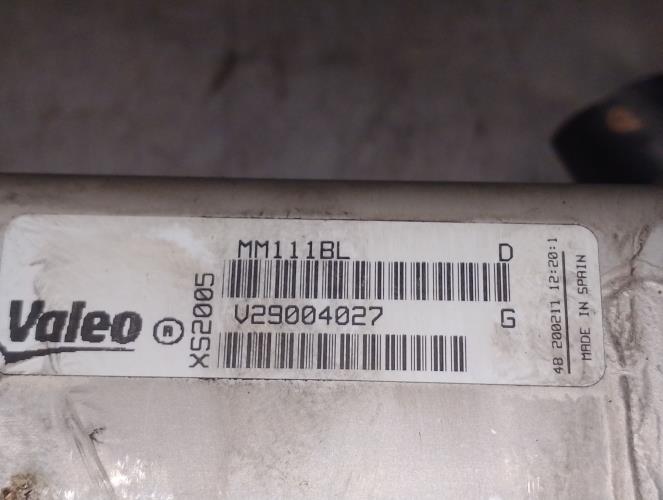 Valeo ®
XS2005
MM111BL D
V29004027 G
48 200211 12:20:1
MADE IN SPAIN